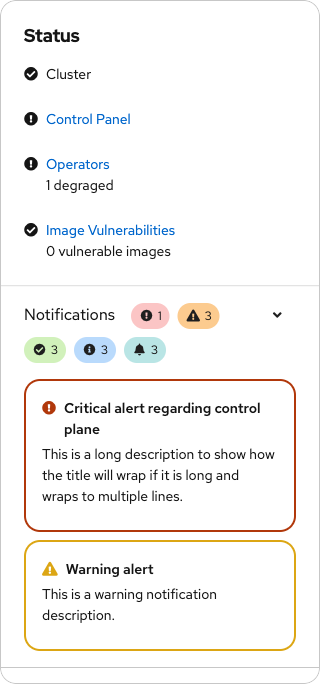 Status
Cluster
Control Panel
Operators
1 degraded
Image Vulnerabilities
0 vulnerable images
Notifications 1 3
3 3 3
Critical alert regarding control
plane
This is a long description to show how
the title will wrap if it is long and
wraps to multiple lines.
Warning alert
This is a warning notification
description.